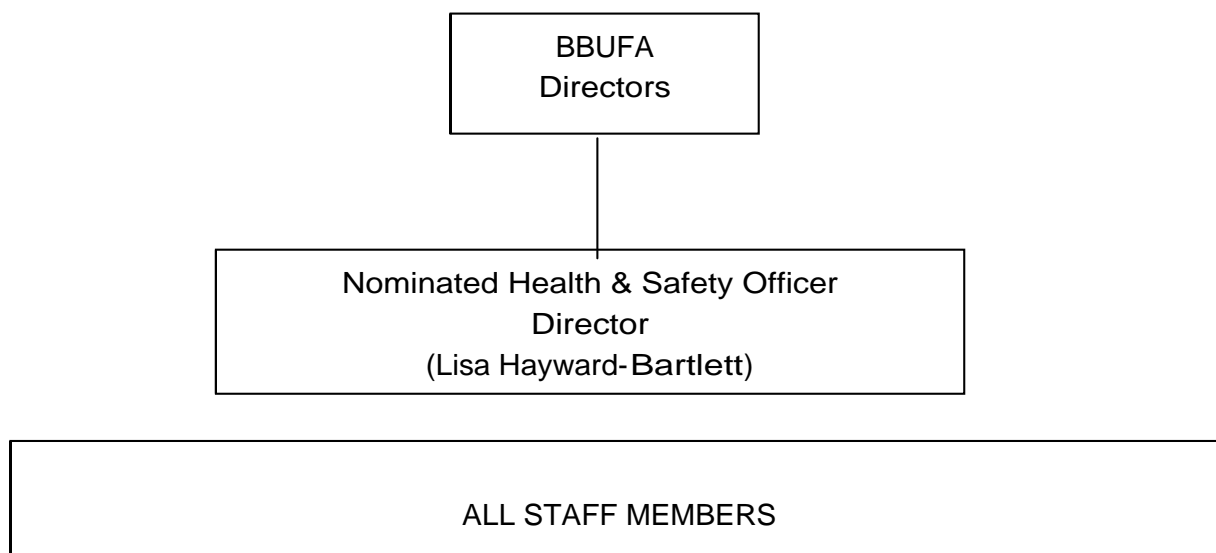 BBUFA
Directors
Nominated Health & Safety Officer
Director
(Lisa Hayward-Bartlett)
ALL STAFF MEMBERS